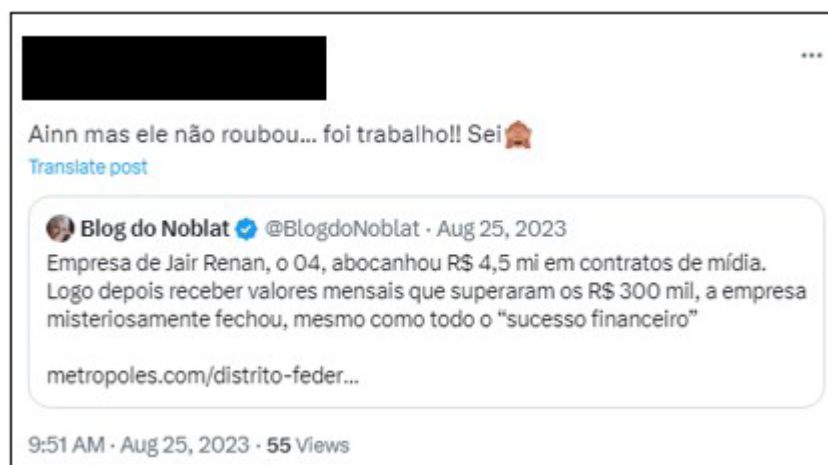 Ainn mas ele não roubou... foi trabalho!! Sei🙈
Translate post
Blog do Noblat @BlogdoNoblat · Aug 25, 2023
Empresa de Jair Renan, o 04, abocanhou R$ 4,5 mi em contratos de mídia.
Logo depois receber valores mensais que superaram os R$ 300 mil, a empresa
misteriosamente fechou, mesmo como todo o “sucesso financeiro”
metropoles.com/distrito-feder...
9:51 AM · Aug 25, 2023 · 55 Views